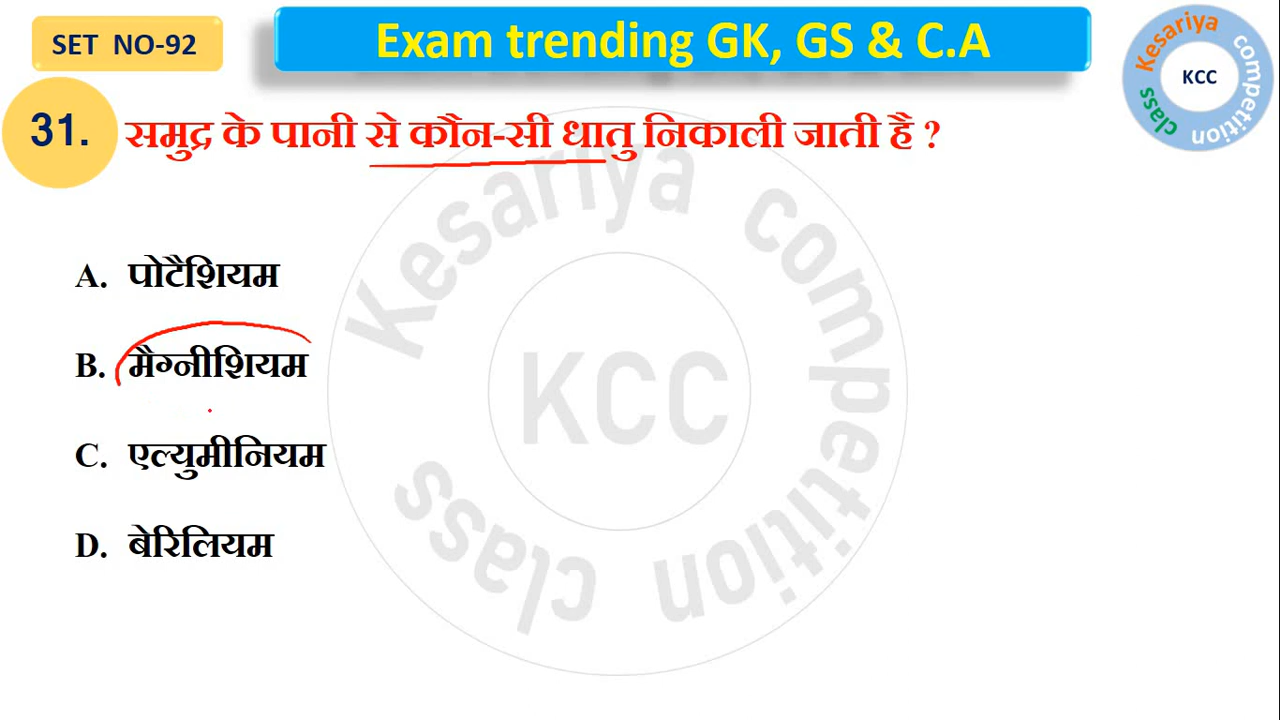 SET NO-92
Exam trending GK, GS & C.A
Kesariya competition class
KCC
31. समुद्र के पानी से कौन-सी धातु निकाली जाती है ?
A. पोटैशियम
B. मैग्नीशियम
C. एल्युमीनियम
D. बेरिलियम
Kesariya competition class
KCC